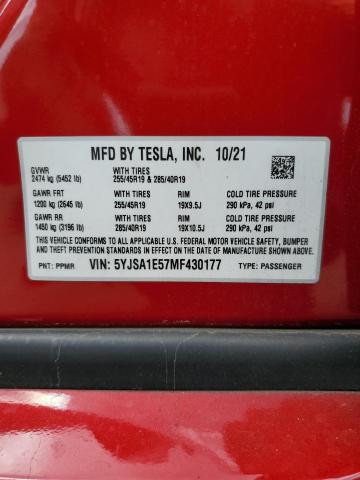 MFD BY TESLA, INC. 10/21
GVWR TIRES
2474 kg (5452 lb) 255/45R19 & 285/40R19
GAWR FRT TIRES RIM COLD TIRE PRESSURE
1200 kg (2645 lb) 255/45R19 19X9.5J 290 kPa, 42 psi
GAWR RR TIRES RIM COLD TIRE PRESSURE
1450 kg (3196 lb) 285/40R19 19X10.5J 290 kPa, 42 psi
THIS VEHICLE CONFORMS TO ALL APPLICABLE U.S. FEDERAL MOTOR VEHICLE SAFETY, BUMPER
AND THEFT PREVENTION STANDARDS IN EFFECT ON THE DATE OF MANUFACTURE SHOWN ABOVE.
PNT: PPMR VIN: 5YJSA1E57MF430177 TYPE: PASSENGER